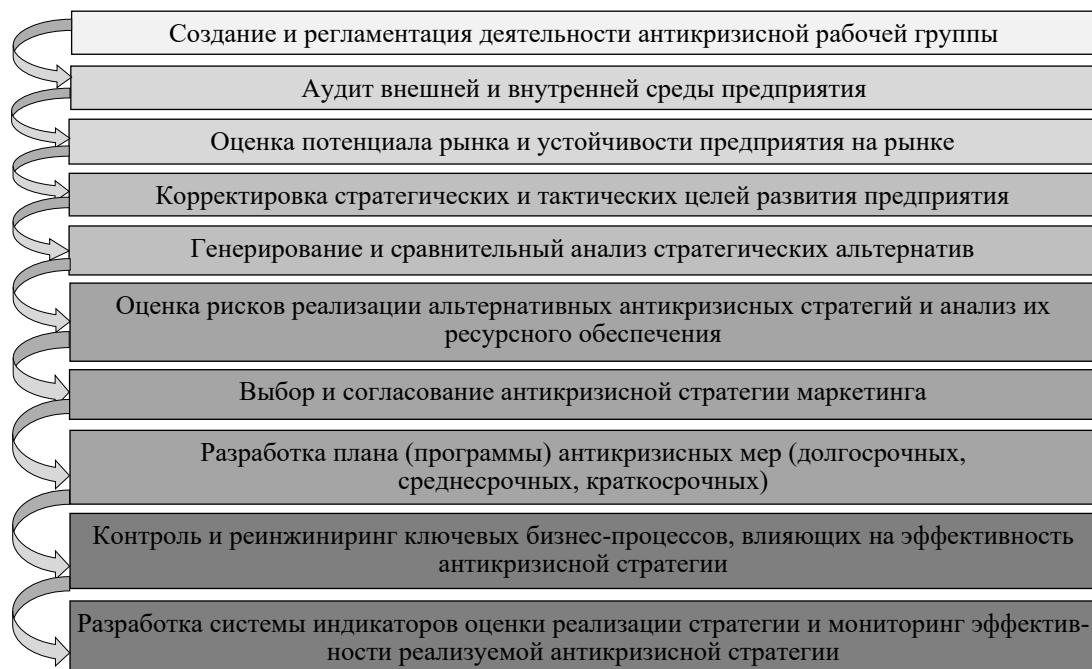 Создание и регламентация деятельности антикризисной рабочей группы
Аудит внешней и внутренней среды предприятия
Оценка потенциала рынка и устойчивости предприятия на рынке
Корректировка стратегических и тактических целей развития предприятия
Генерирование и сравнительный анализ стратегических альтернатив
Оценка рисков реализации альтернативных антикризисных стратегий и анализ их
ресурсного обеспечения
Выбор и согласование антикризисной стратегии маркетинга
Разработка плана (программы) антикризисных мер (долгосрочных,
среднесрочных, краткосрочных)
Контроль и реинжиниринг ключевых бизнес-процессов, влияющих на эффективность
антикризисной стратегии
Разработка системы индикаторов оценки реализации стратегии и мониторинг эффектив-
ности реализуемой антикризисной стратегии